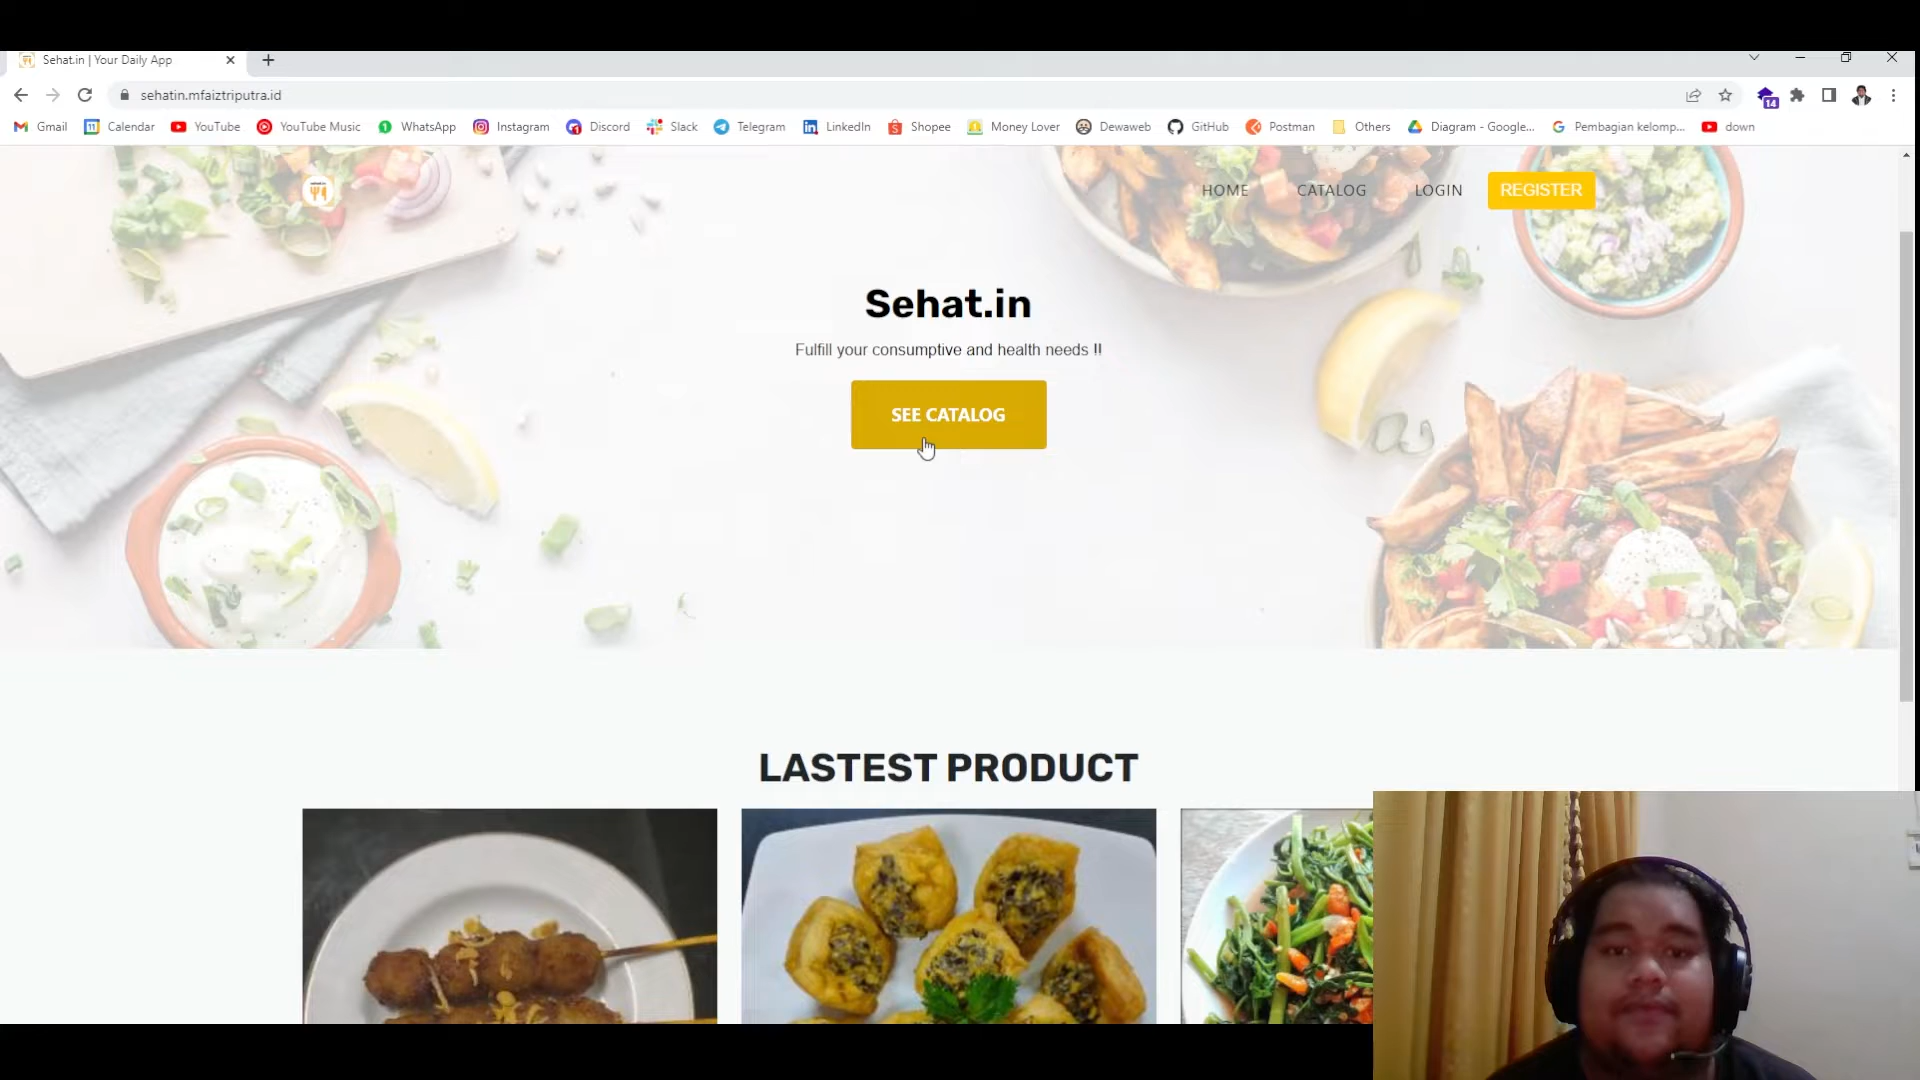 Sehat.in | Your Daily App
sehatin.mfaiztriputra.id
14
Gmail Calendar YouTube YouTube Music WhatsApp Instagram Discord Slack Telegram LinkedIn Shopee Money Lover Dewaweb GitHub Postman Others Diagram - Google... Pembagian kelomp... down
HOME CATALOG LOGIN REGISTER
Sehat.in
Fulfill your consumptive and health needs !!
SEE CATALOG
LASTEST PRODUCT